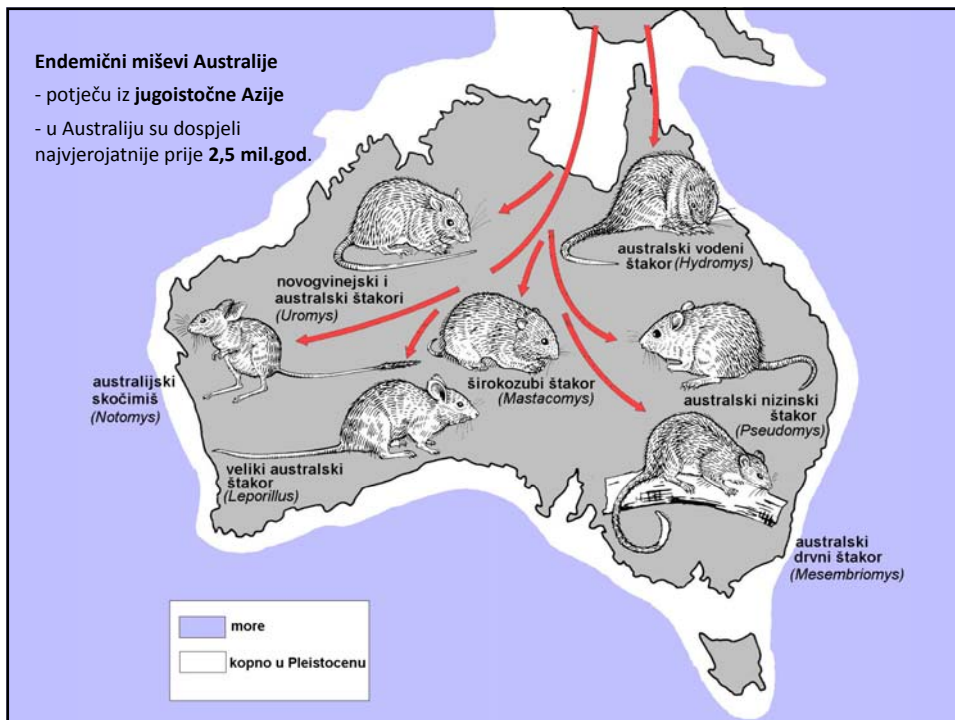 Endemični miševi Australije
- potječu iz jugoistočne Azije
- u Australiju su dospjeli
najvjerojatnije prije 2,5 mil.god.
australski vodeni
štakor (Hydromys)
novogvinejski i
australski štakori
(Uromys)
australijski
skočimiš
(Notomys)
širokozubi štakor
(Mastacomys)
australski nizinski
štakor
(Pseudomys)
veliki australski
štakor
(Leporillus)
australski
drvni štakor
(Mesembriomys)
more
kopno u Pleistocenu